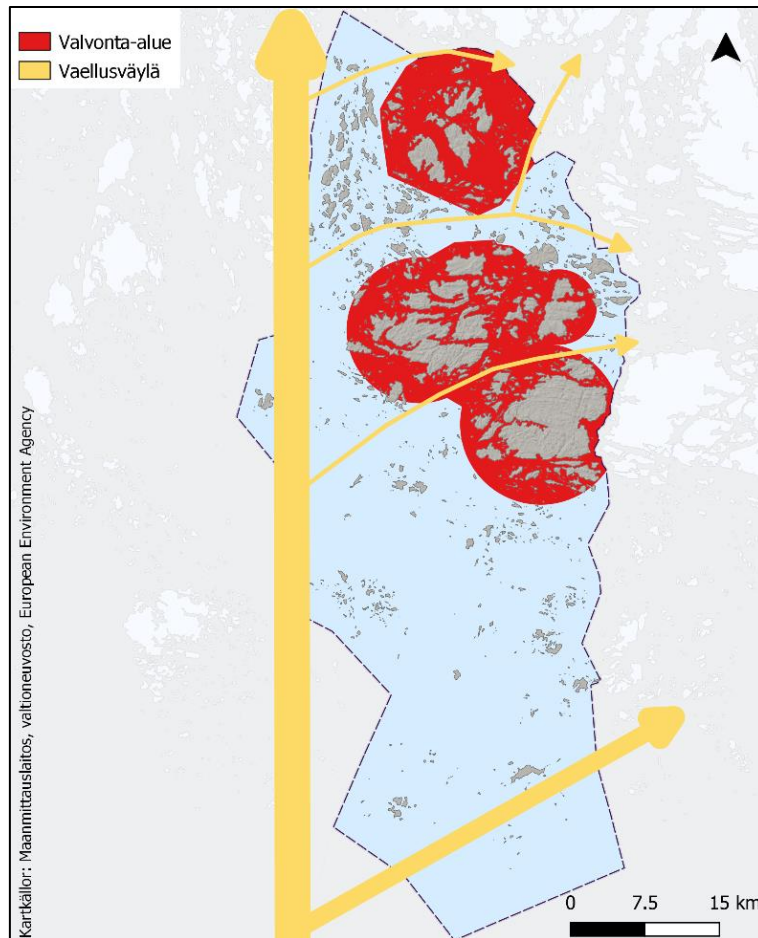 Valvonta-alue
Vaellusväylä
Kartkällor: Maanmittauslaitos, valtioneuvosto, European Environment Agency
0 7.5 15 km